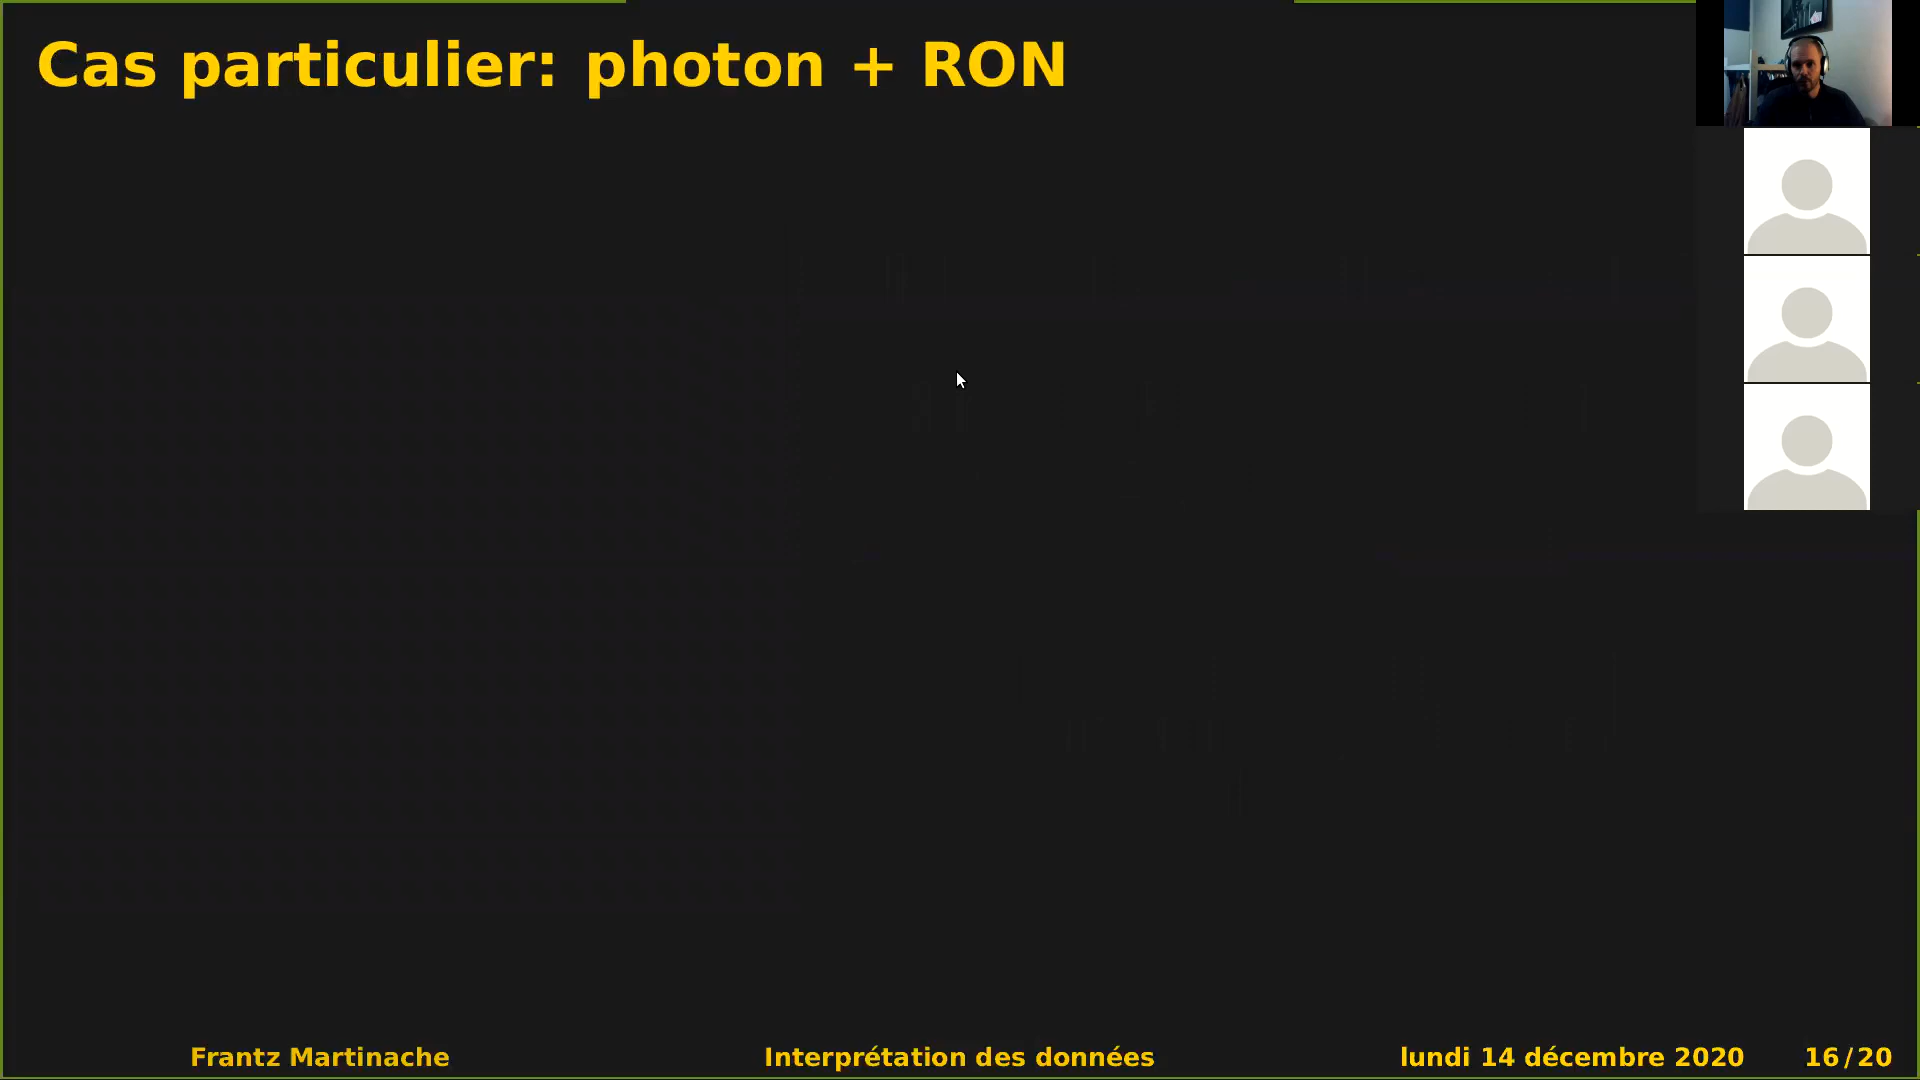 Cas particulier: photon + RON
Frantz Martinache
Interprétation des données
lundi 14 décembre 2020
16/20